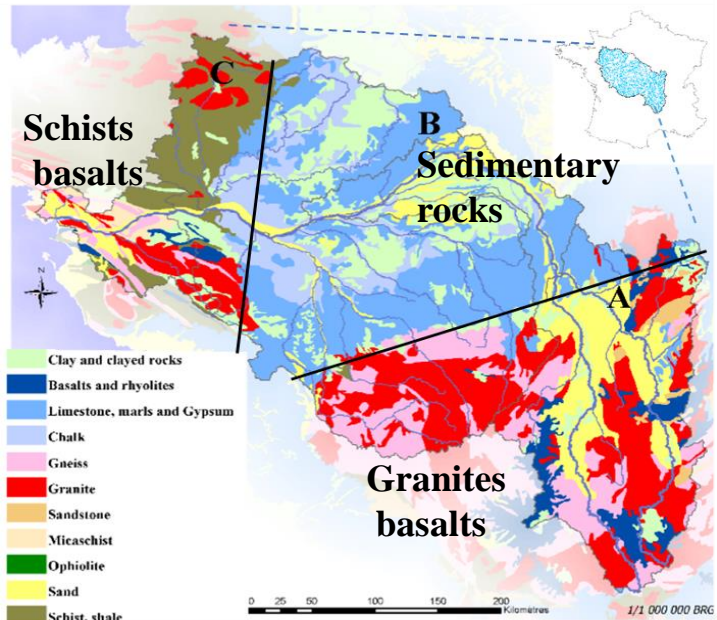 C
Schists
basalts
B
Sedimentary
rocks
A
N
Clay and clayed rocks
Basalts and rhyolites
Limestone, marls and Gypsum
Chalk
Gneiss
Granite
Sandstone
Micaschist
Ophiolite
Sand
Schist, shale
Granites
basalts
0 25 50 100 150 200
Kilometres
1/1 000 000 BRG